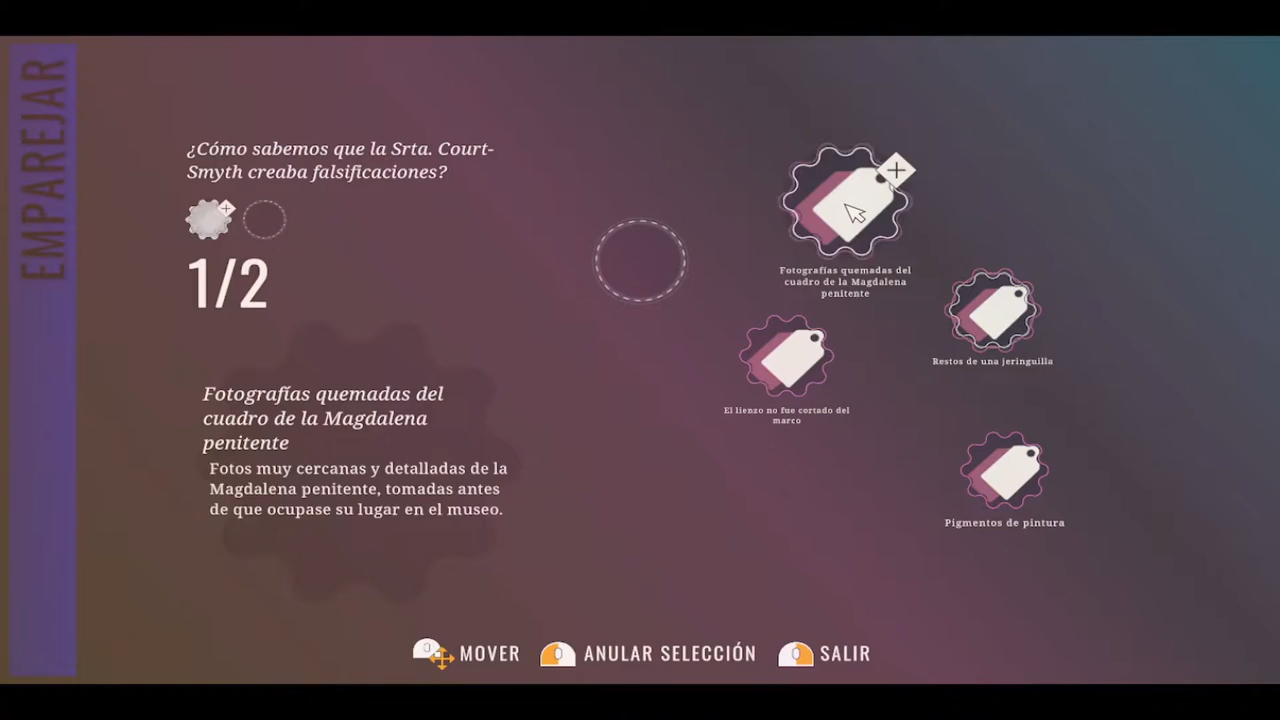 EMPAREJAR
¿Cómo sabemos que la Srta. Court-
Smyth creaba falsificaciones?
1/2
Fotografías quemadas del
cuadro de la Magdalena
penitente
Fotos muy cercanas y detalladas de la
Magdalena penitente, tomadas antes
de que ocupase su lugar en el museo.
Fotografías quemadas del
cuadro de la Magdalena
penitente
Restos de una jeringuilla
El lienzo no fue cortado del
marco
Pigmentos de pintura
MOVER
ANULAR SELECCIÓN
SALIR